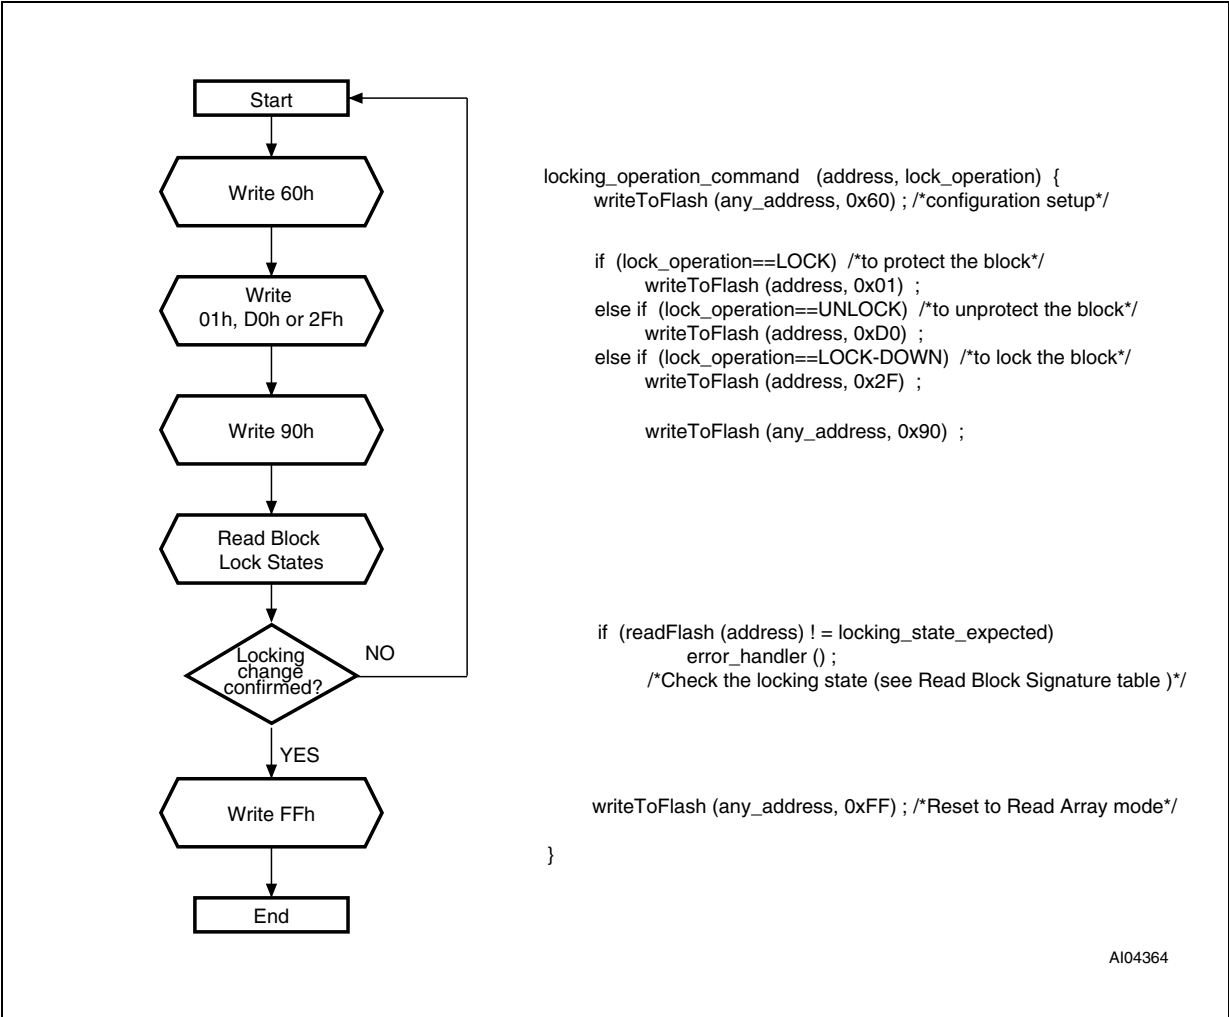 Start
Write 60h
Write
01h, D0h or 2Fh
Write 90h
Read Block
Lock States
Locking
change
confirmed?
NO
YES
Write FFh
End
locking_operation_command (address, lock_operation) {
writeToFlash (any_address, 0x60) ; /*configuration setup*/
if (lock_operation==LOCK) /*to protect the block*/
writeToFlash (address, 0x01) ;
else if (lock_operation==UNLOCK) /*to unprotect the block*/
writeToFlash (address, 0xD0) ;
else if (lock_operation==LOCK-DOWN) /*to lock the block*/
writeToFlash (address, 0x2F) ;
writeToFlash (any_address, 0x90) ;
if (readFlash (address) ! = locking_state_expected)
error_handler () ;
/*Check the locking state (see Read Block Signature table )*/
writeToFlash (any_address, 0xFF) ; /*Reset to Read Array mode*/
}
AI04364